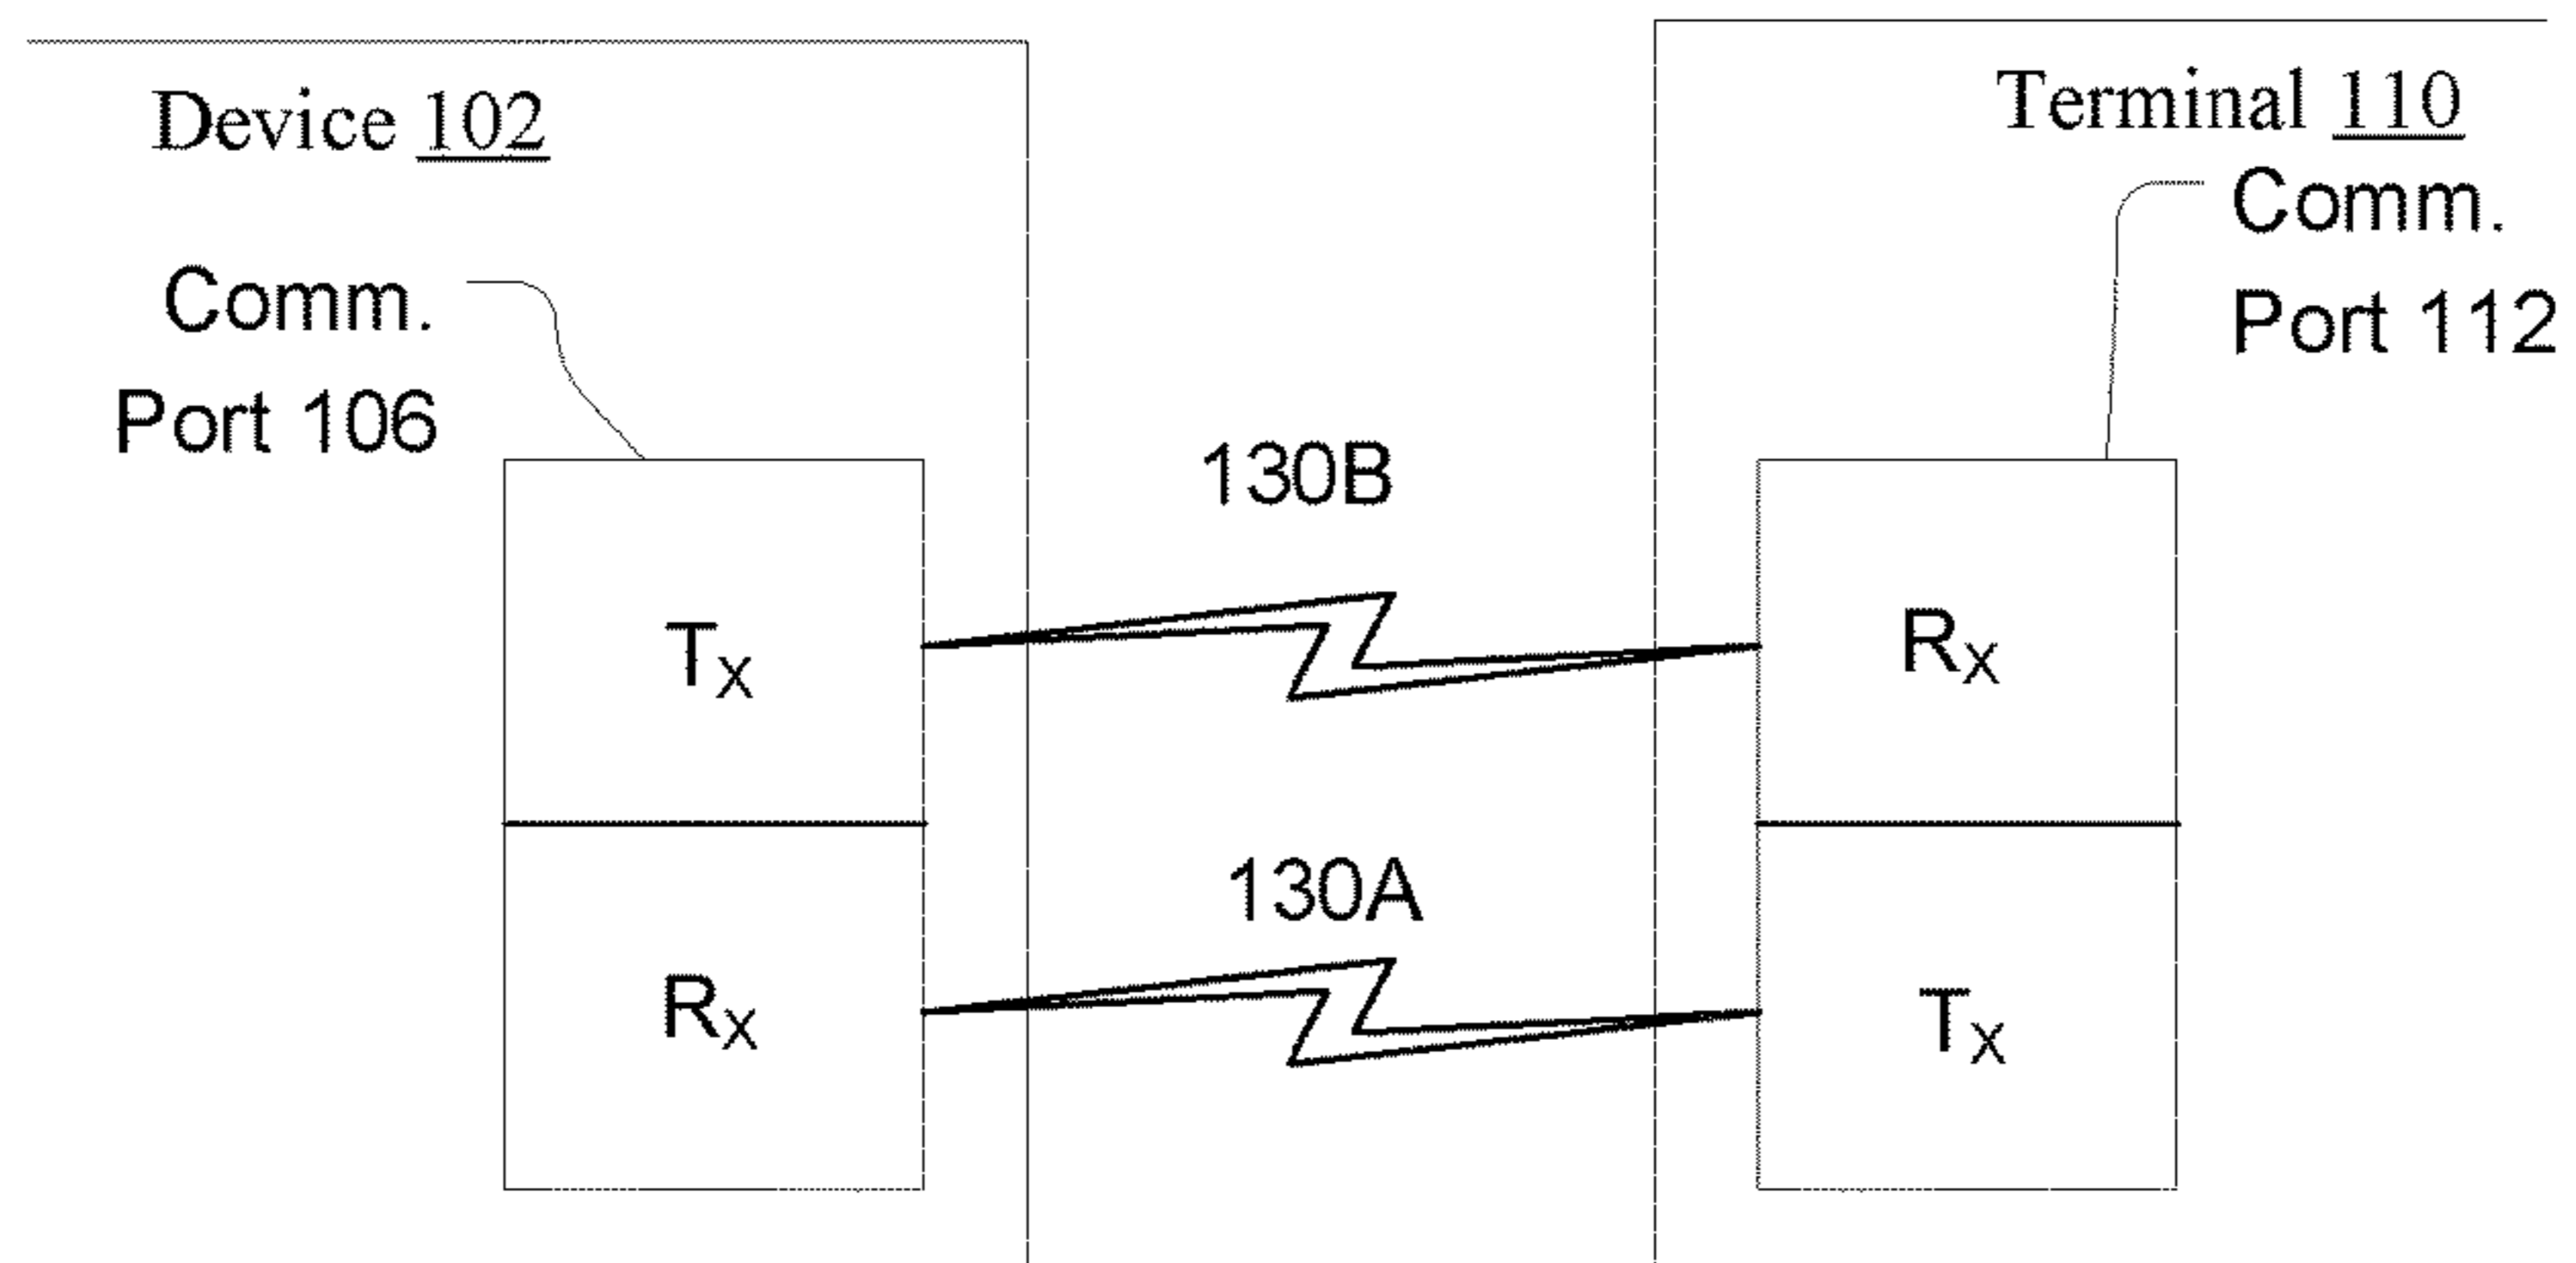 Device 102
Terminal 110
Comm.
Port 112
Comm.
Port 106
130B
Tx
Rx
130A
Rx
Tx